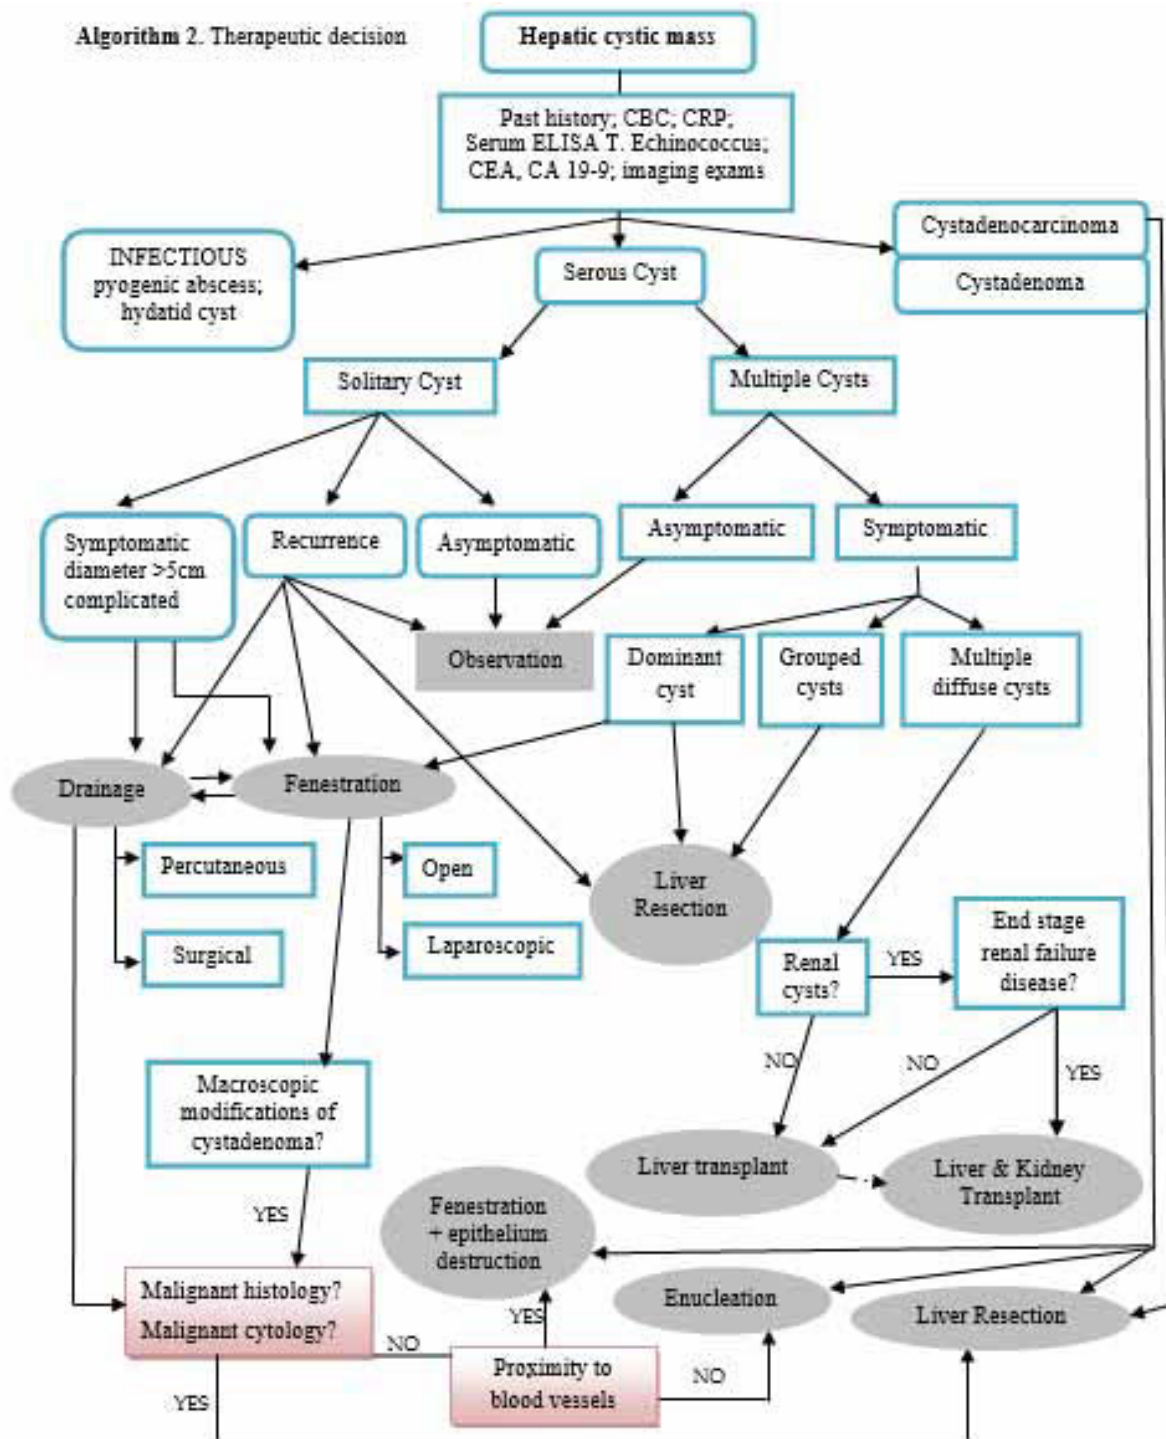 Algorithm 2. Therapeutic decision
Hepatic cystic mass
Past history; CBC; CRP;
Serum ELISA T. Echinococcus;
CEA, CA 19-9; imaging exams
Cystadenocarcinoma
INFECTIOUS
pyogenic abscess;
hydatid cyst
Serous Cyst
Cystadenoma
Solitary Cyst
Multiple Cysts
Symptomatic
diameter >5cm
complicated
Recurrence
Asymptomatic
Asymptomatic
Symptomatic
Observation
Dominant
cyst
Grouped
cysts
Multiple
diffuse cysts
Drainage
Fenestration
Percutaneous
Open
Surgical
Laparoscopic
Liver
Resection
Renal
cysts?
YES
End stage
renal failure
disease?
NO
NO
YES
Macroscopic
modifications of
cystadenoma?
Liver transplant
Liver & Kidney
Transplant
YES
Fenestration
+ epithelium
destruction
Malignant histology?
Malignant cytology?
Enucleation
Liver Resection
YES
NO
Proximity to
blood vessels
NO
YES